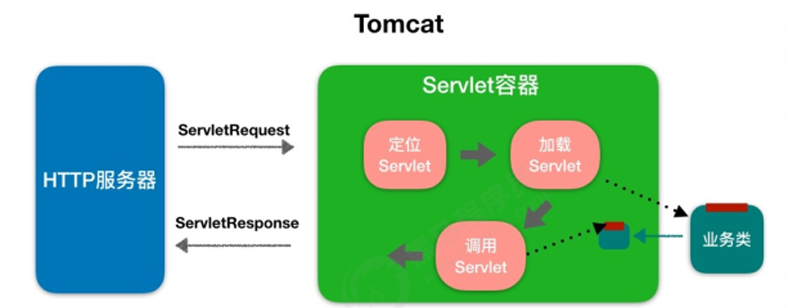 Tomcat
HTTP服务器
ServletRequest
ServletResponse
Servlet容器
定位
Servlet
加载
Servlet
调用
Servlet
业务类